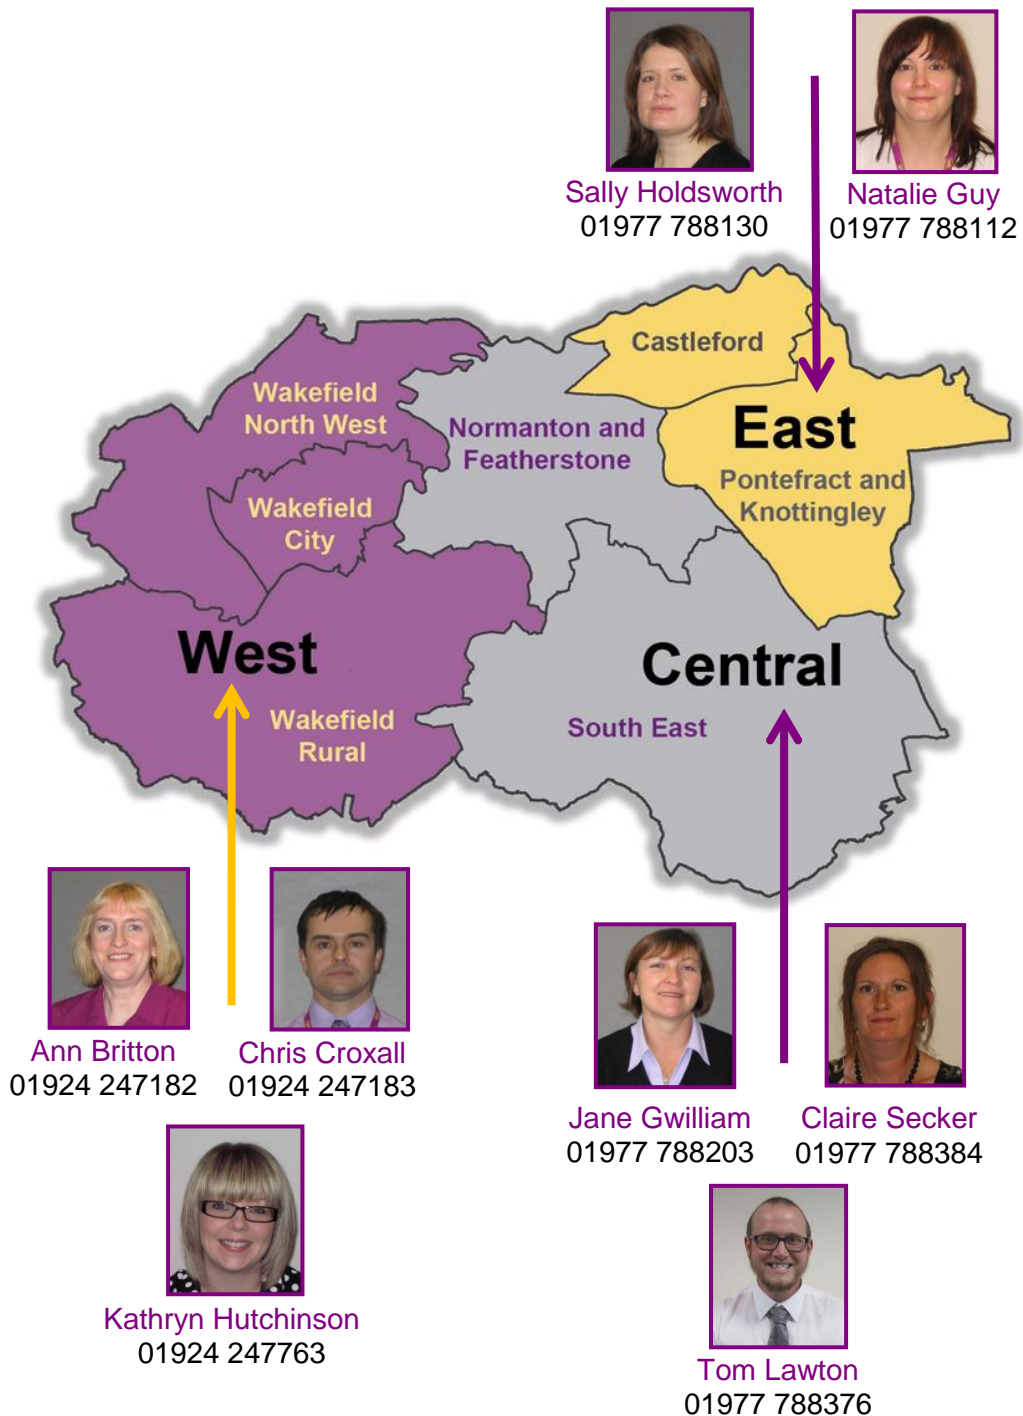 Sally Holdsworth
01977 788130
Natalie Guy
01977 788112
Castleford
Wakefield
North West
Normanton and
Featherstone
East
Pontefract and
Knottingley
Wakefield
City
West
Central
Wakefield
Rural
South East
Ann Britton
01924 247182
Chris Croxall
01924 247183
Jane Gwilliam
01977 788203
Claire Secker
01977 788384
Kathryn Hutchinson
01924 247763
Tom Lawton
01977 788376